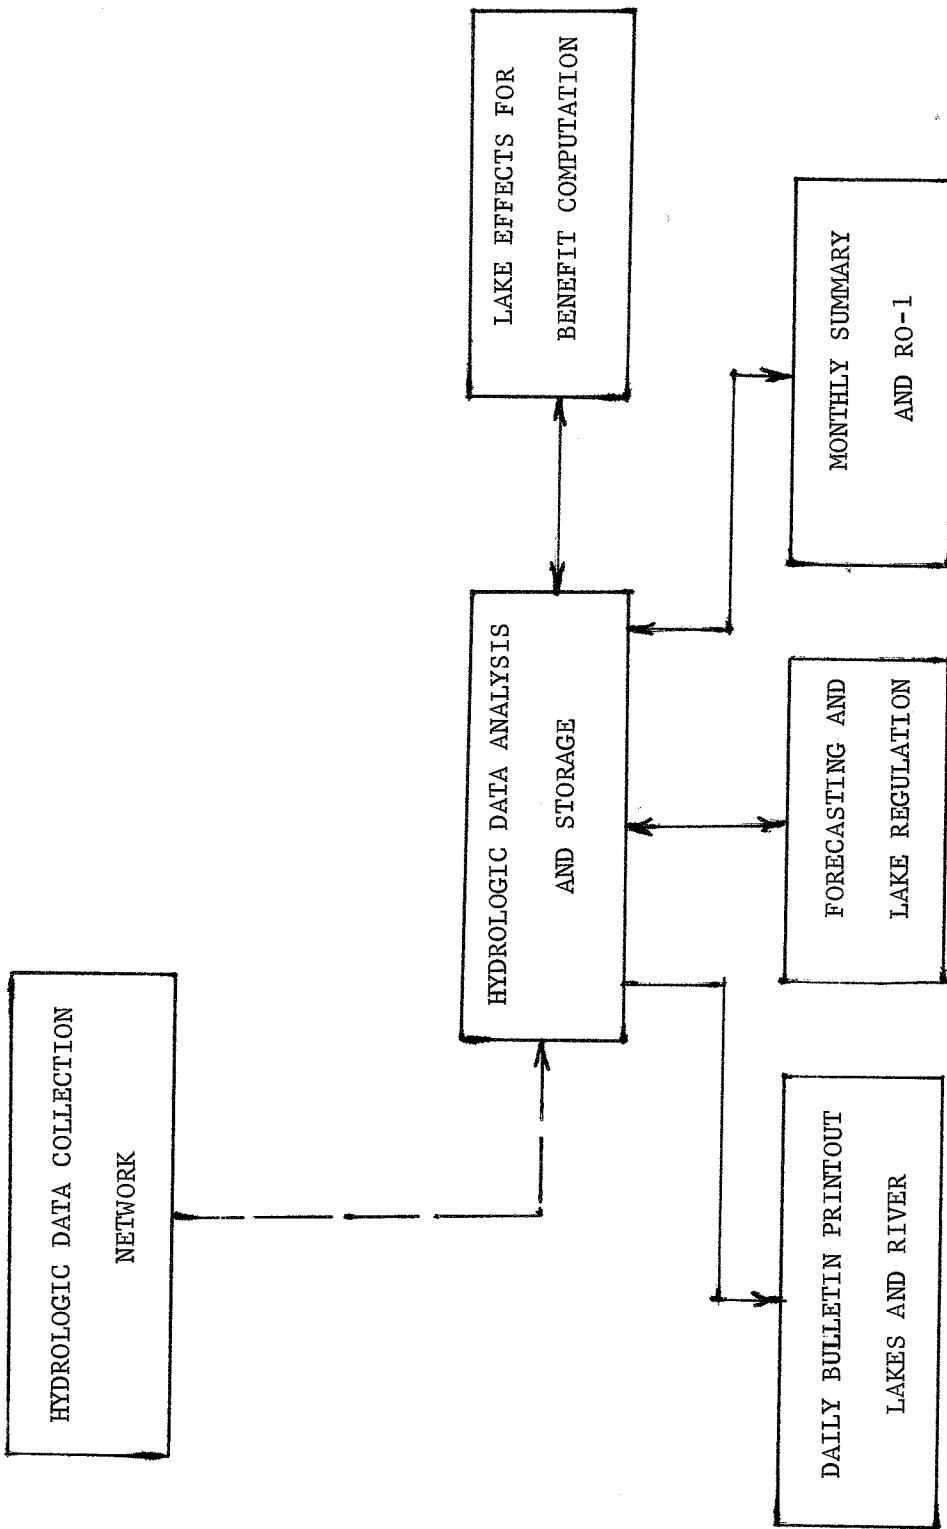 HYDROLOGIC DATA COLLECTION
NETWORK
HYDROLOGIC DATA ANALYSIS
AND STORAGE
LAKE EFFECTS FOR
BENEFIT COMPUTATION
DAILY BULLETIN PRINTOUT
LAKES AND RIVER
FORECASTING AND
LAKE REGULATION
MONTHLY SUMMARY
AND RO-1